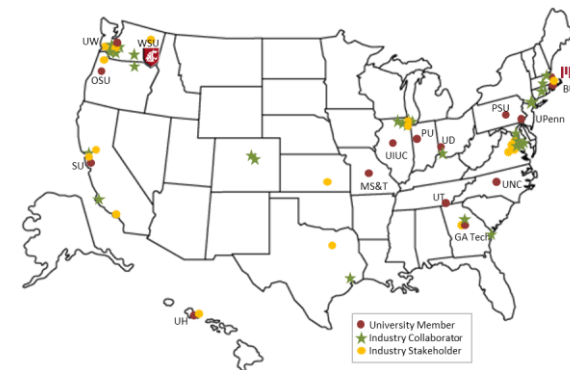 UW
WSU
OSU
SU
UIUC
PU
UD
MS&T
PSU
UPenn
UNC
UT
GA Tech
UH
University Member
Industry Collaborator
Industry Stakeholder